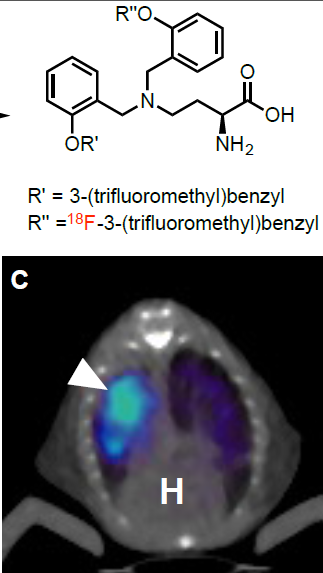 R"O
O
OH
N
NH₂
OR'
R' = 3-(trifluoromethyl)benzyl
R" =¹⁸F-3-(trifluoromethyl)benzyl
C
H